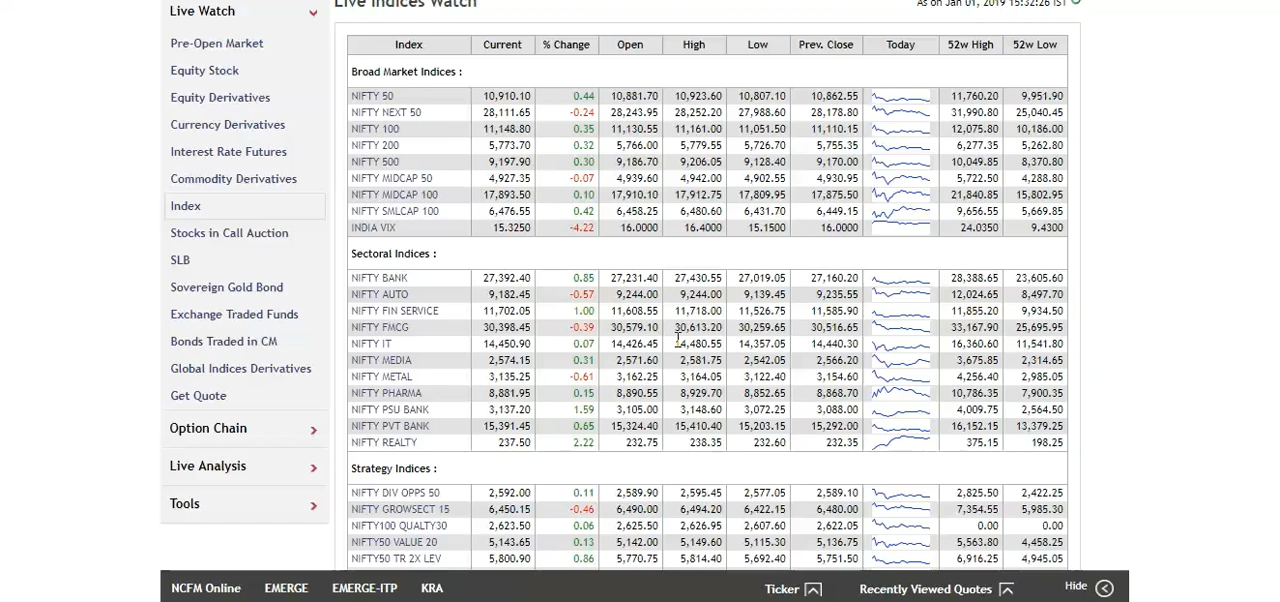 Live Watch
Pre-Open Market
Equity Stock
Equity Derivatives
Currency Derivatives
Interest Rate Futures
Commodity Derivatives
Index
Stocks in Call Auction
SLB
Sovereign Gold Bond
Exchange Traded Funds
Bonds Traded in CM
Global Indices Derivatives
Get Quote
Option Chain
Live Analysis
Tools
Live Indices Watch
As on Jan 01, 2019 15:32:26 IST
Index Current % Change Open High Low Prev. Close Today 52w High 52w Low
Broad Market Indices :
NIFTY 50 10,910.10 0.44 10,881.70 10,923.60 10,807.10 10,862.55 11,760.20 9,951.90
NIFTY NEXT 50 28,111.65 -0.24 28,243.95 28,252.20 27,988.60 28,178.80 31,990.80 25,040.45
NIFTY 100 11,148.80 0.35 11,130.55 11,161.00 11,051.50 11,110.15 12,075.80 10,186.00
NIFTY 200 5,773.70 0.32 5,766.00 5,779.55 5,726.70 5,755.35 6,277.35 5,262.80
NIFTY 500 9,197.90 0.30 9,186.70 9,206.05 9,128.40 9,170.00 10,049.85 8,370.80
NIFTY MIDCAP 50 4,927.35 -0.07 4,939.60 4,942.00 4,902.55 4,930.95 5,722.50 4,288.80
NIFTY MIDCAP 100 17,893.50 0.10 17,910.10 17,912.75 17,809.95 17,875.50 21,840.85 15,802.95
NIFTY SMLCAP 100 6,476.55 0.42 6,458.25 6,480.60 6,431.70 6,449.15 9,656.55 5,669.85
INDIA VIX 15.3250 -4.22 16.0000 16.4000 15.1500 16.0000 24.0350 9.4300
Sectoral Indices :
NIFTY BANK 27,392.40 0.85 27,231.40 27,430.55 27,019.05 27,160.20 28,388.65 23,605.60
NIFTY AUTO 9,182.45 -0.57 9,244.00 9,244.00 9,139.45 9,235.55 12,024.65 8,497.70
NIFTY FIN SERVICE 11,702.05 1.00 11,608.55 11,718.00 11,526.75 11,585.90 11,855.20 9,934.50
NIFTY FMCG 30,398.45 -0.39 30,579.10 30,613.20 30,259.65 30,516.65 33,167.90 25,695.95
NIFTY IT 14,450.90 0.07 14,426.45 14,480.55 14,357.05 14,440.30 16,360.60 11,541.80
NIFTY MEDIA 2,574.15 0.31 2,571.60 2,581.75 2,542.05 2,566.20 3,675.85 2,314.65
NIFTY METAL 3,135.25 -0.61 3,162.25 3,164.05 3,122.40 3,154.60 4,256.40 2,985.05
NIFTY PHARMA 8,881.95 0.15 8,890.55 8,929.70 8,852.65 8,868.70 10,786.35 7,900.35
NIFTY PSU BANK 3,137.20 1.59 3,105.00 3,148.60 3,072.25 3,088.00 4,009.75 2,564.50
NIFTY PVT BANK 15,391.45 0.65 15,324.40 15,410.40 15,203.15 15,292.00 16,152.15 13,379.25
NIFTY REALTY 237.50 2.22 232.75 238.35 232.60 232.35 375.15 198.25
Strategy Indices :
NIFTY DIV OPPS 50 2,592.00 0.11 2,589.90 2,595.45 2,577.05 2,589.10 2,825.50 2,422.25
NIFTY GROWSECT 15 6,450.15 -0.46 6,490.00 6,494.20 6,422.15 6,480.00 7,354.55 5,985.30
NIFTY100 QUALTY30 2,623.50 0.06 2,625.50 2,626.95 2,607.60 2,622.05 0.00 0.00
NIFTY50 VALUE 20 5,143.65 0.13 5,142.00 5,149.60 5,115.30 5,136.75 5,563.80 4,458.25
NIFTY50 TR 2X LEV 5,800.90 0.86 5,770.75 5,814.40 5,692.40 5,751.50 6,916.25 4,945.05
NCFM Online EMERGE EMERGE-ITP KRA Ticker Recently Viewed Quotes Hide